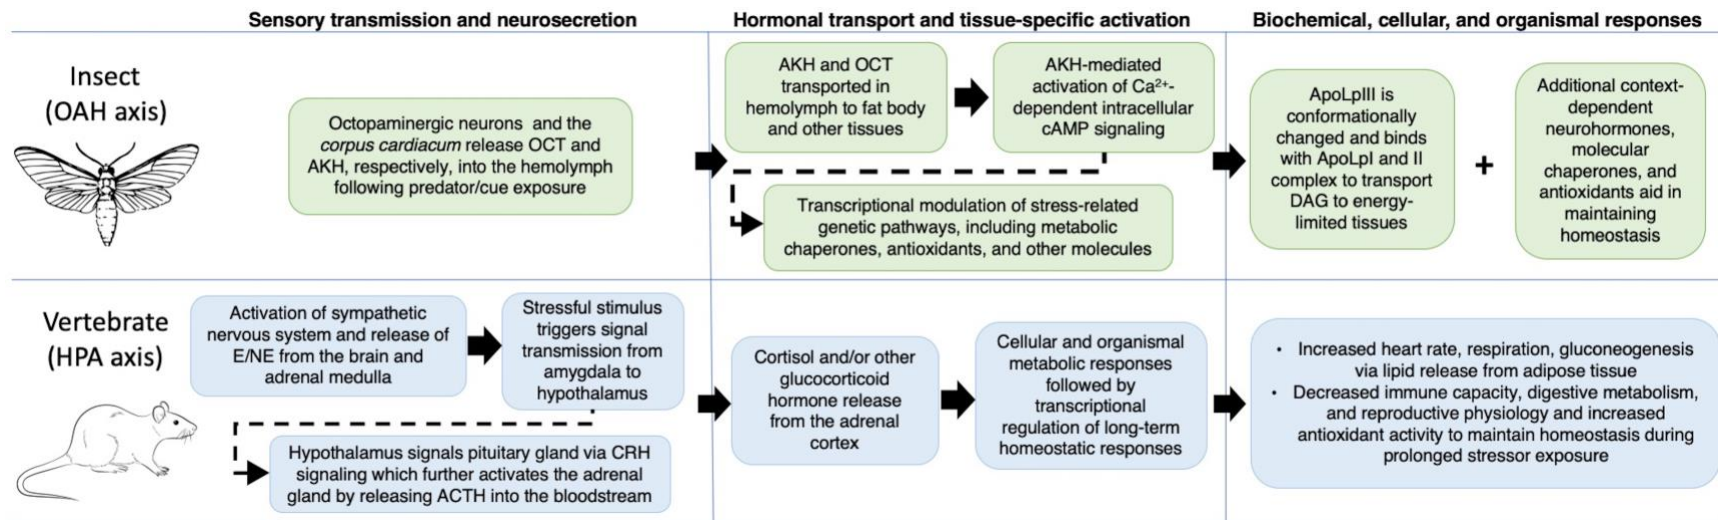 Sensory transmission and neurosecretion
Hormonal transport and tissue-specific activation
Biochemical, cellular, and organismal responses
Insect
(OAH axis)
Octopaminergic neurons and the
corpus cardiacum release OCT and
AKH, respectively, into the hemolymph
following predator/cue exposure
AKH and OCT
transported in
hemolymph to fat body
and other tissues
AKH-mediated
activation of Ca²⁺-
dependent intracellular
cAMP signaling
Transcriptional modulation of stress-related
genetic pathways, including metabolic
chaperones, antioxidants, and other molecules
ApoLpIII is
conformationally
changed and binds
with ApoLpI and II
complex to transport
DAG to energy-
limited tissues
+
Additional context-
dependent
neurohormones,
molecular
chaperones, and
antioxidants aid in
maintaining
homeostasis
Vertebrate
(HPA axis)
Activation of sympathetic
nervous system and release of
E/NE from the brain and
adrenal medulla
Stressful stimulus
triggers signal
transmission from
amygdala to
hypothalamus
Hypothalamus signals pituitary gland via CRH
signaling which further activates the adrenal
gland by releasing ACTH into the bloodstream
Cortisol and/or other
glucocorticoid
hormone release
from the adrenal
cortex
Cellular and organismal
metabolic responses
followed by
transcriptional
regulation of long-term
homeostatic responses
• Increased heart rate, respiration, gluconeogenesis
via lipid release from adipose tissue
• Decreased immune capacity, digestive metabolism,
and reproductive physiology and increased
antioxidant activity to maintain homeostasis during
prolonged stressor exposure